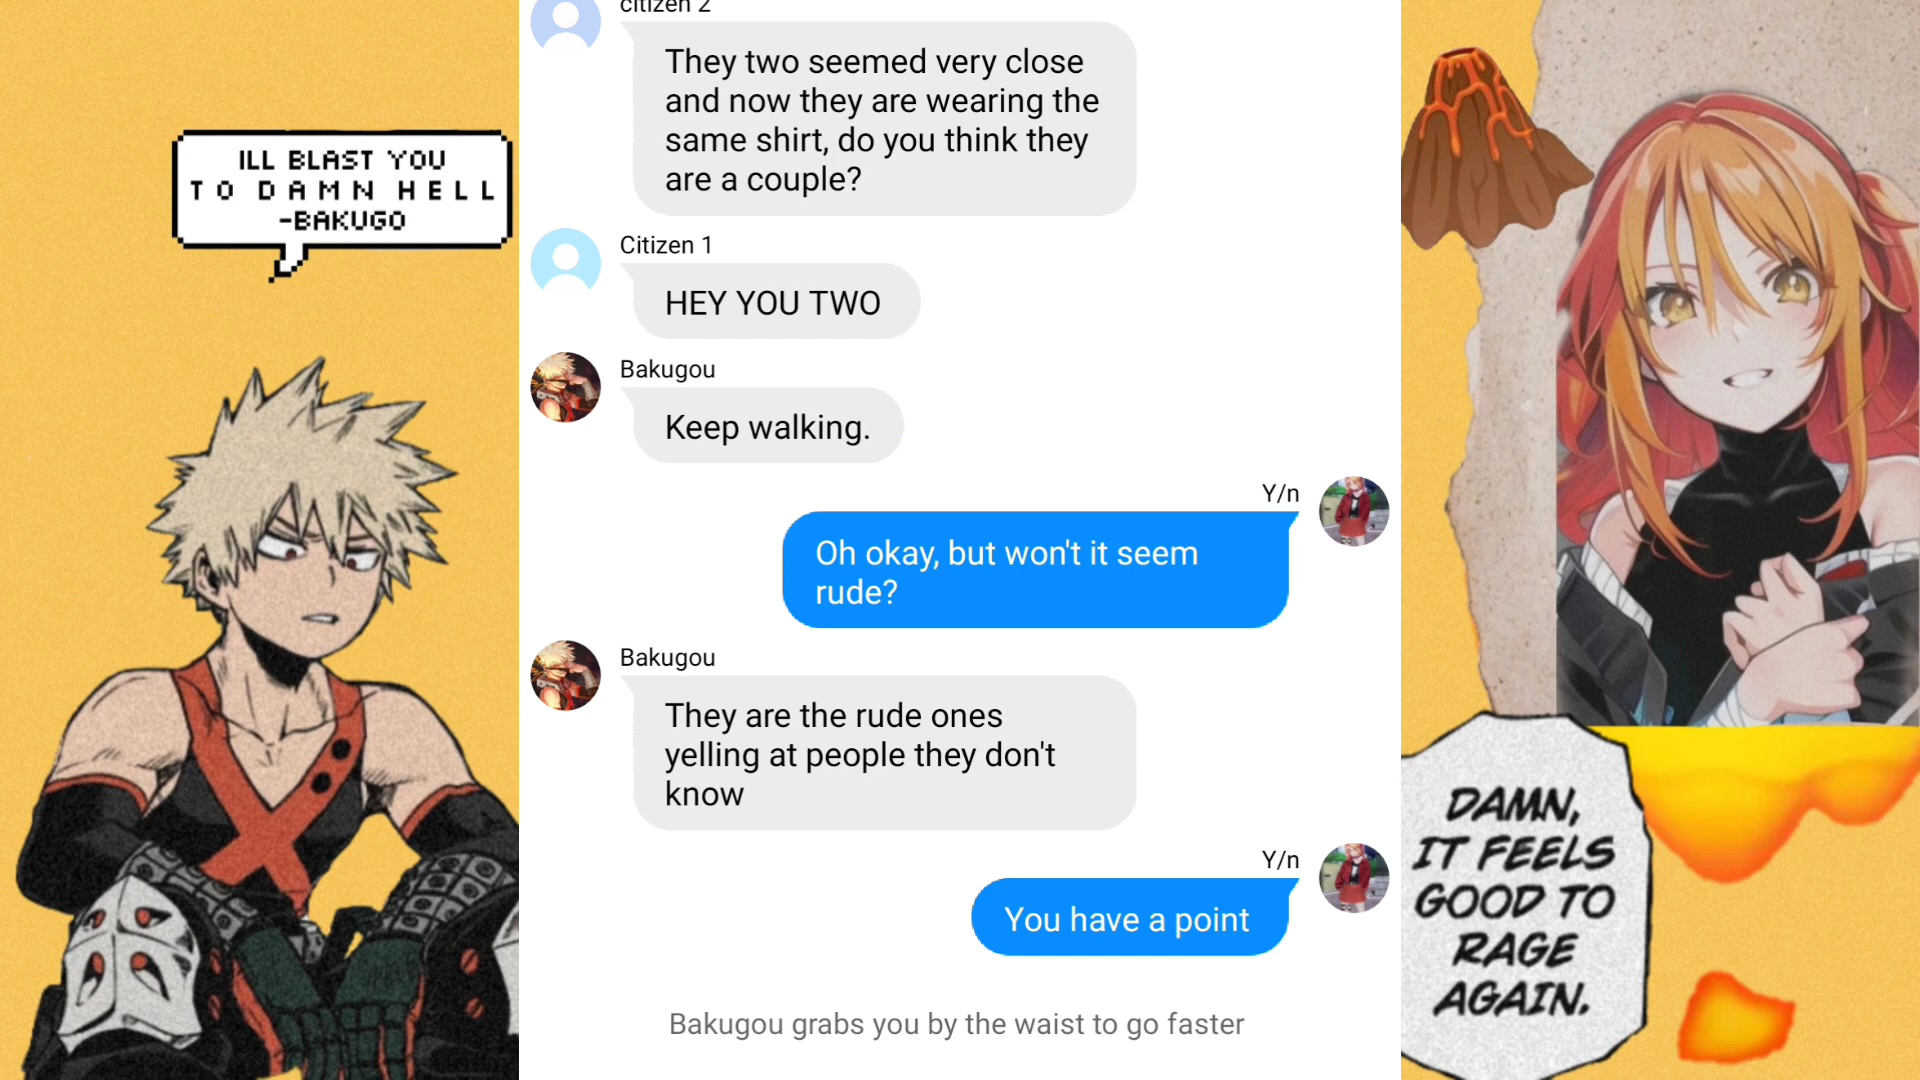 ILL BLAST YOU
TO DAMN HELL
-BAKUGO
citizen 2
They two seemed very close
and now they are wearing the
same shirt, do you think they
are a couple?
Citizen 1
HEY YOU TWO
Bakugou
Keep walking.
Y/n
Oh okay, but won't it seem
rude?
Bakugou
They are the rude ones
yelling at people they don't
know
Y/n
You have a point
Bakugou grabs you by the waist to go faster
DAMN,
IT FEELS
GOOD TO
RAGE
AGAIN.